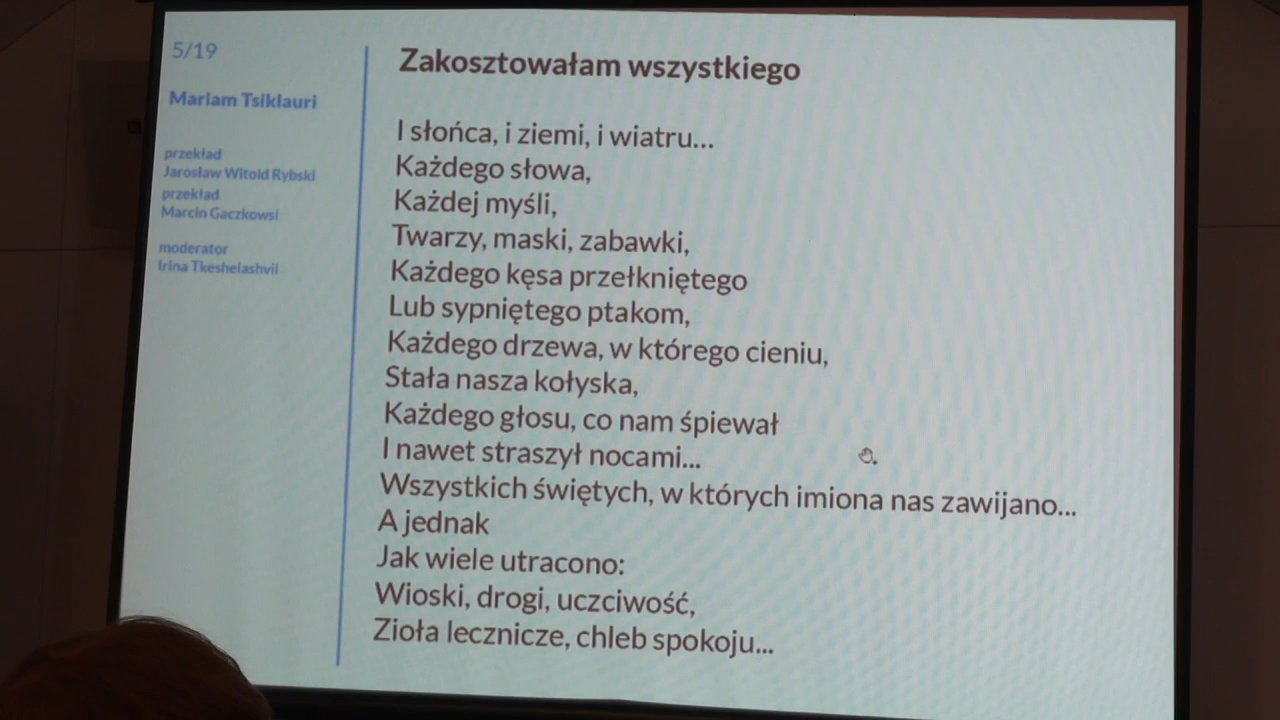 5/19
Mariam Tsiklauri
przekład
Jarosław Witold Rybski
przekład
Marcin Gaczkowsi
moderator
Irina Tkeshelashvil
Zakosztowałam wszystkiego
I słońca, i ziemi, i wiatru...
Każdego słowa,
Każdej myśli,
Twarzy, maski, zabawki,
Każdego kęsa przełkniętego
Lub sypniętego ptakom,
Każdego drzewa, w którego cieniu,
Stała nasza kołyska,
Każdego głosu, co nam śpiewał
I nawet straszył nocami...
Wszystkich świętych, w których imiona nas zawijano...
A jednak
Jak wiele utracono:
Wioski, drogi, uczciwość,
Zioła lecznicze, chleb spokoju...